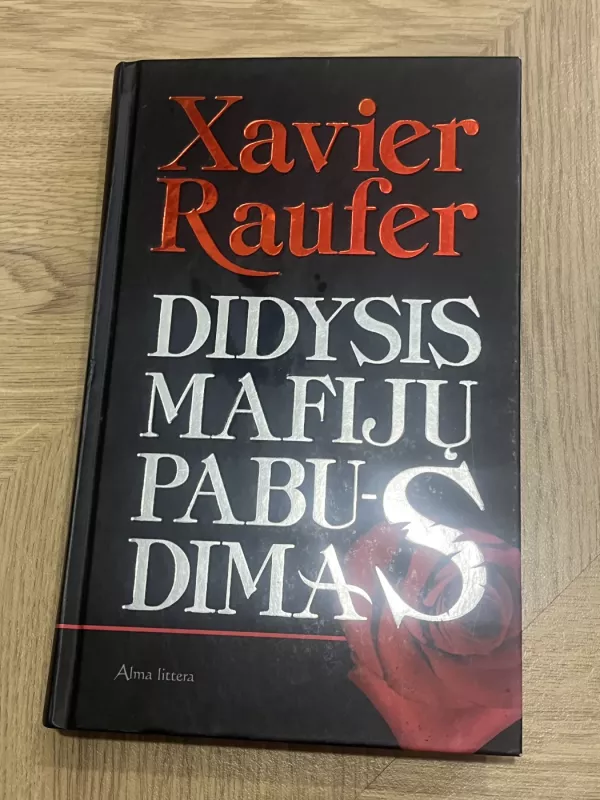 Xavier
Raufer
DIDYSIS
MAFIJŲ
PABU-
DIMAS
Alma littera